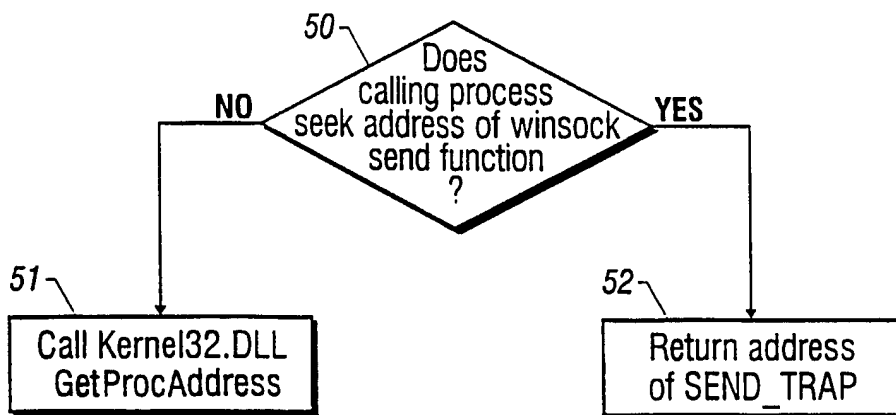 50
Does
calling process
seek address of winsock
send function
?
NO
YES
51
Call Kernel32.DLL
GetProcAddress
52
Return address
of SEND_TRAP